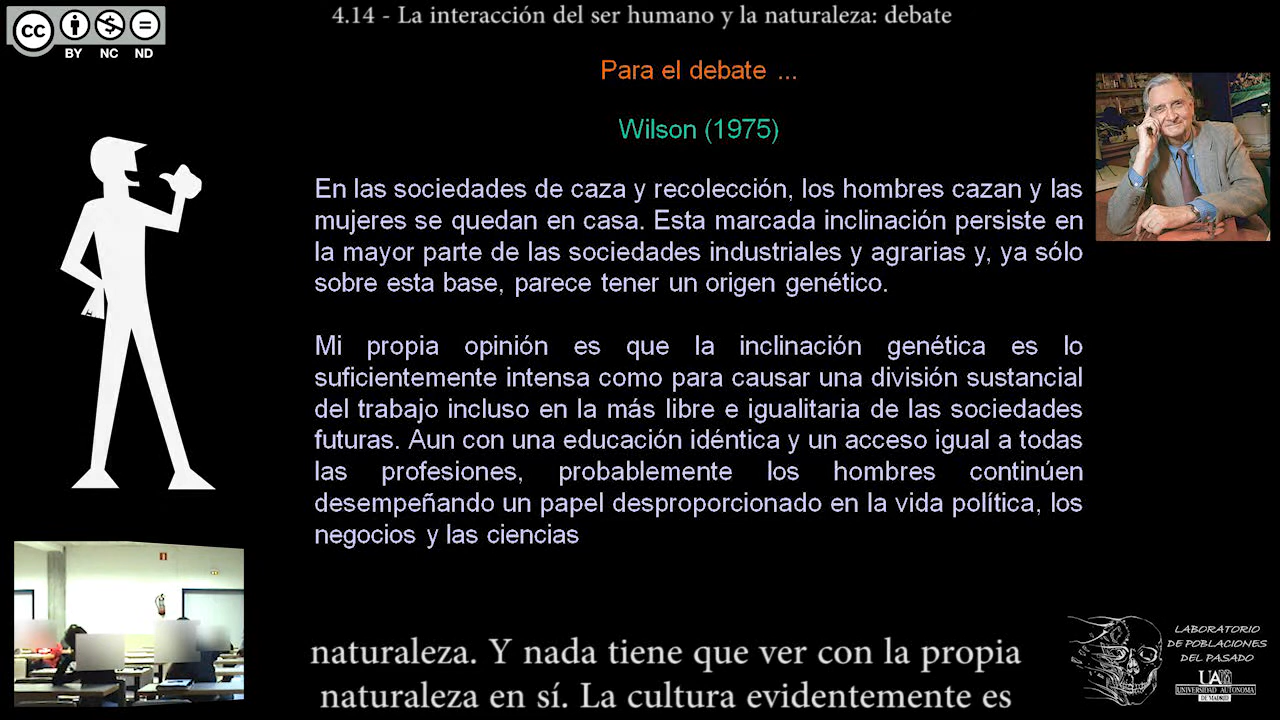 4.14 - La interacción del ser humano y la naturaleza: debate
cc
BY NC ND
Para el debate ...
Wilson (1975)
En las sociedades de caza y recolección, los hombres cazan y las
mujeres se quedan en casa. Esta marcada inclinación persiste en
la mayor parte de las sociedades industriales y agrarias y, ya sólo
sobre esta base, parece tener un origen genético.
Mi propia opinión es que la inclinación genética es lo
suficientemente intensa como para causar una división sustancial
del trabajo incluso en la más libre e igualitaria de las sociedades
futuras. Aun con una educación idéntica y un acceso igual a todas
las profesiones, probablemente los hombres continúen
desempeñando un papel desproporcionado en la vida política, los
negocios y las ciencias
LABORATORIO
DE POBLACIONES
DEL PASADO
UAM
UNIVERSIDAD AUTONOMA
DE MADRID
naturaleza. Y nada tiene que ver con la propia
naturaleza en sí. La cultura evidentemente es